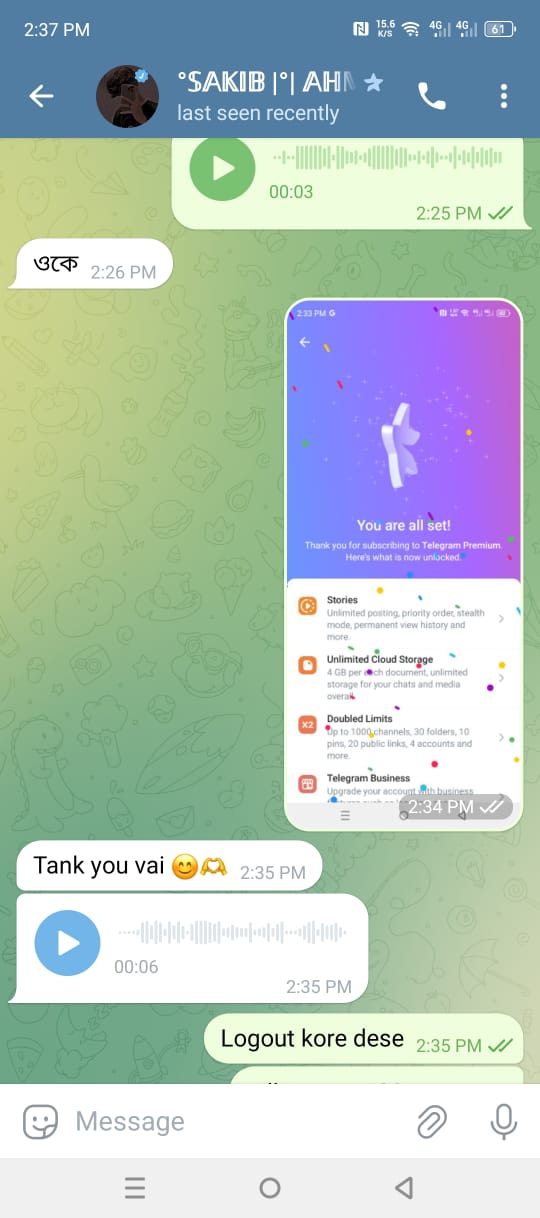 2:37 PM
15.6
K/S
4G
4G
61
°𝕊𝔸𝕂𝕀𝔹 |°| 𝔸ℍ
last seen recently
00:03
2:25 PM
ওকে 2:26 PM
2:33 PM G
You are all set!
Thank you for subscribing to Telegram Premium.
Here's what is now unlocked.
Stories
Unlimited posting, priority order, stealth
mode, permanent view history and
more.
Unlimited Cloud Storage
4 GB per each document, unlimited
storage for your chats and media
overall.
X2
Doubled Limits
Up to 1000 channels, 30 folders, 10
pins, 20 public links, 4 accounts and
more.
Telegram Business
Upgrade your account with business
2:34 PM
Tank you vai 😊🫶 2:35 PM
00:06
2:35 PM
Logout kore dese 2:35 PM
Message